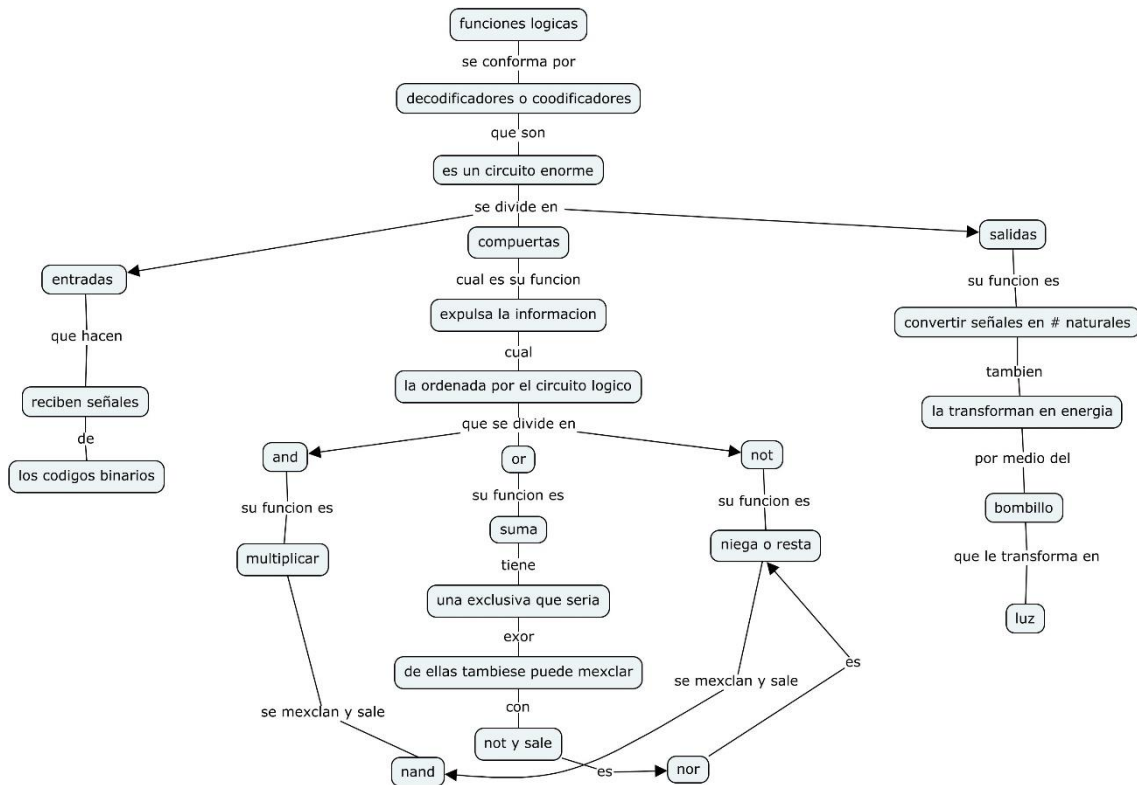 funciones logicas
se conforma por
decodificadores o coodificadores
que son
es un circuito enorme
se divide en
entradas
compuertas
salidas
que hacen
cual es su funcion
su funcion es
reciben señales
expulsa la informacion
convertir señales en # naturales
de
cual
tambien
los codigos binarios
la ordenada por el circuito logico
la transforman en energia
que se divide en
por medio del
and
or
not
bombillo
su funcion es
su funcion es
su funcion es
que le transforma en
multiplicar
suma
niega o resta
luz
tiene
una exclusiva que seria
exor
de ellas tambiese puede mexclar
es
se mexclan y sale
con
se mexclan y sale
not y sale
nand
es
nor